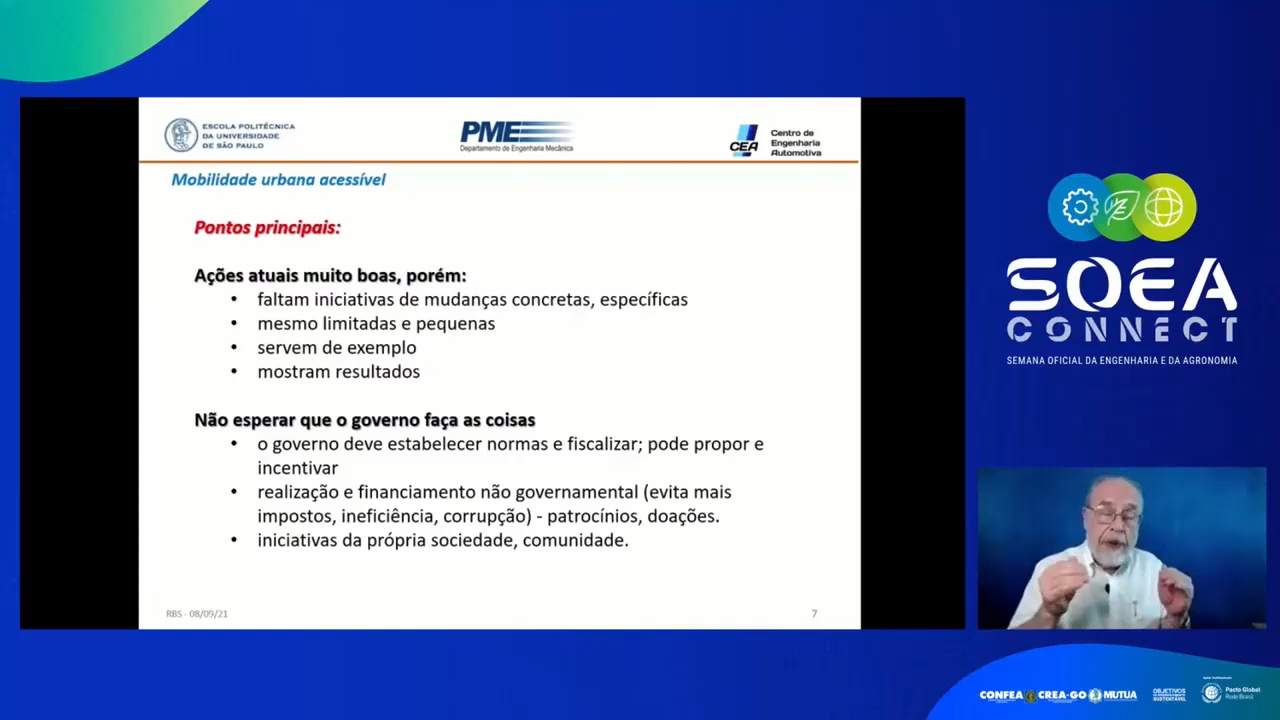 ESCOLA POLITÉCNICA
DA UNIVERSIDADE
DE SÃO PAULO
PME
Departamento de Engenharia Mecânica
CEA
Centro de
Engenharia
Automotiva
Mobilidade urbana acessível
Pontos principais:
Ações atuais muito boas, porém:
• faltam iniciativas de mudanças concretas, específicas
• mesmo limitadas e pequenas
• servem de exemplo
• mostram resultados
Não esperar que o governo faça as coisas
• o governo deve estabelecer normas e fiscalizar; pode propor e
incentivar
• realização e financiamento não governamental (evita mais
impostos, ineficiência, corrupção) - patrocínios, doações.
• iniciativas da própria sociedade, comunidade.
RBS - 08/09/21
7
SOEA
CONNECT
SEMANA OFICIAL DA ENGENHARIA E DA AGRONOMIA
CONFEA CREA-GO MUTUA
OBJETIVOS
SUSTENTÁVEL
Pacto Global
Rede Brasil